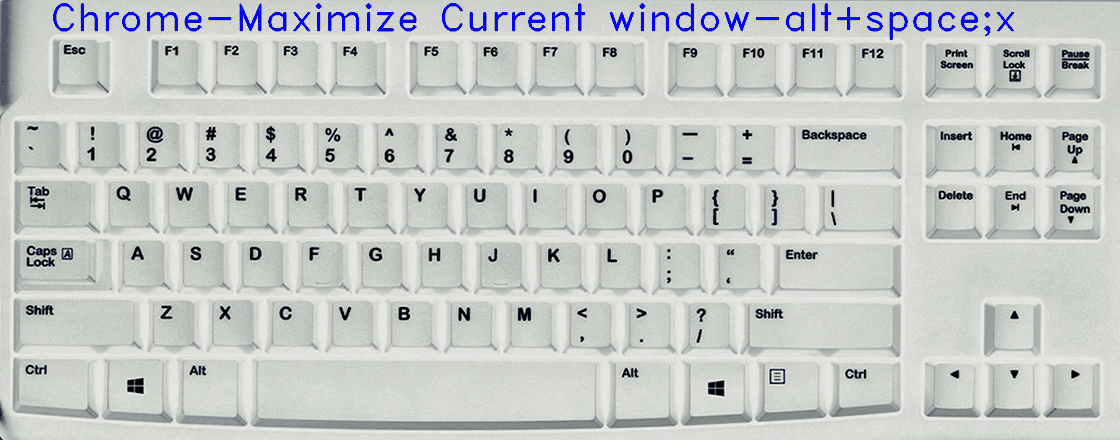 Chrome-Maximize Current window-alt+space;x
Esc F1 F2 F3 F4 F5 F6 F7 F8 F9 F10 F11 F12 Print Screen Scroll Lock Pause Break
~ ! @ # $ % ^ & * ( ) — +
` 1 2 3 4 5 6 7 8 9 0 - = Backspace Insert Home Page Up
Tab Q W E R T Y U I O P { [ } ] | \ Delete End Page Down
Caps Lock A S D F G H J K L : ; “ ‘ Enter
Shift Z X C V B N M < , > . ? / Shift
Ctrl Alt Alt Ctrl